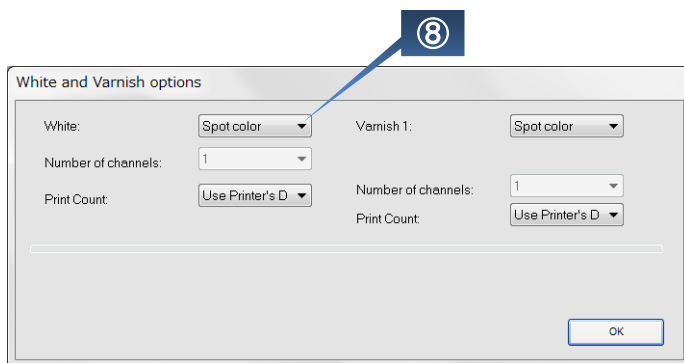 ⑧
White and Varnish options
White: Spot color Varnish 1: Spot color
Number of channels: 1
Number of channels: 1
Print Count: Use Printer's D
Print Count: Use Printer's D
OK